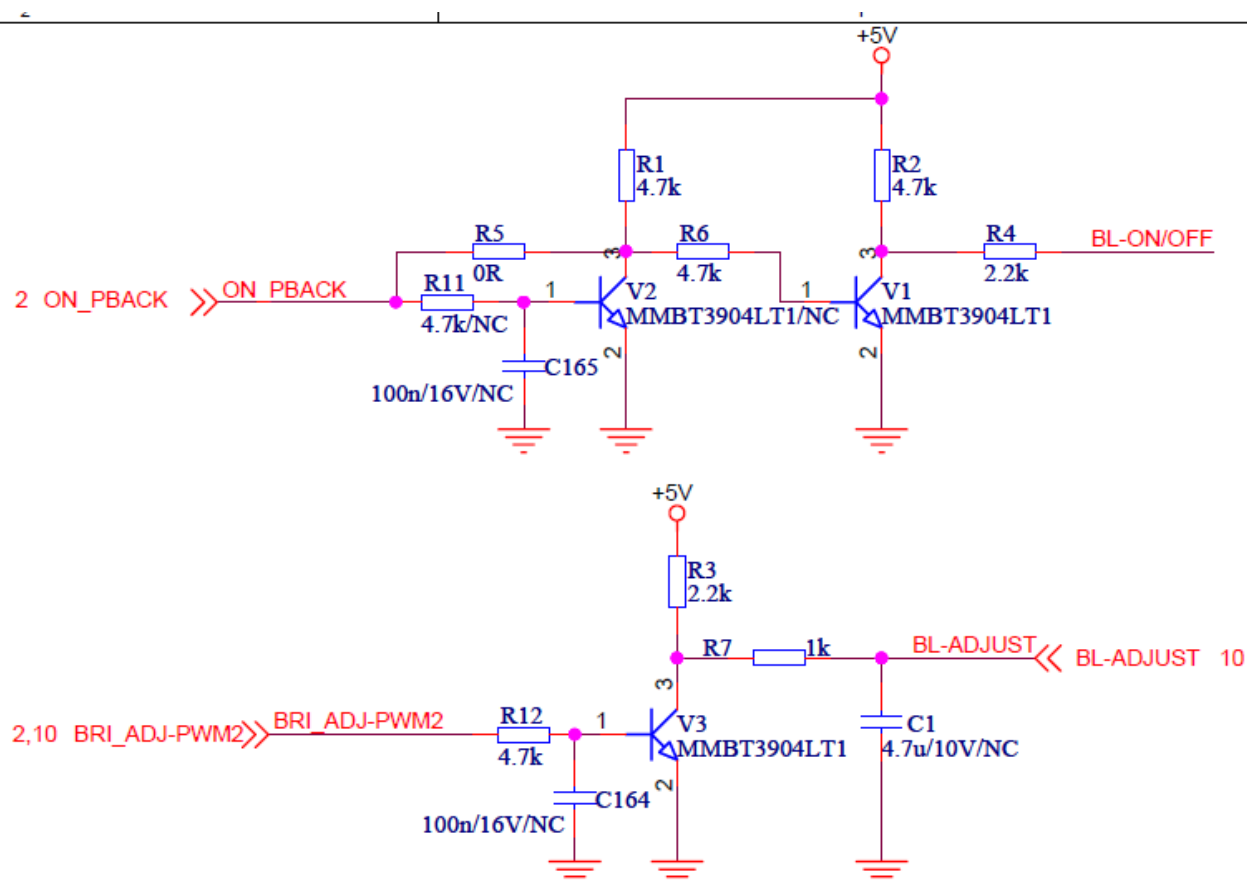 +5V
R1
4.7k
R2
4.7k
R5
0R
3
R6
4.7k
3
R4
2.2k
BL-ON/OFF
2 ON_PBACK
ON_PBACK
R11
4.7k/NC
1
V2
MMBT3904LT1/NC
1
V1
MMBT3904LT1
2
2
C165
100n/16V/NC
+5V
R3
2.2k
R7
1k
BL-ADJUST
BL-ADJUST 10
3
2,10 BRI_ADJ-PWM2
BRI_ADJ-PWM2
R12
4.7k
1
V3
MMBT3904LT1
C1
4.7u/10V/NC
2
C164
100n/16V/NC